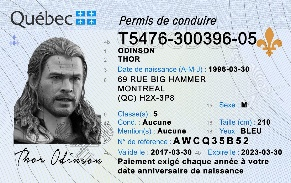 Québec
Permis de conduire
T5476-300396-05
ODINSON
THOR
Date de naissance (A-M-J) : 1996-03-30
69 RUE BIG HAMMER
MONTREAL
(QC) H2X-3P8
Sexe : M
Classe(s) : 5
Cond. : Aucune
Taille (cm) : 210
Mention(s) : Aucune
Yeux : BLEU
N° de référence : AWCQ35B52
Valide le : 2017-03-30
Expire le : 2023-03-30
Paiement exigé chaque année à votre
date anniversaire de naissance
Thor Odinson